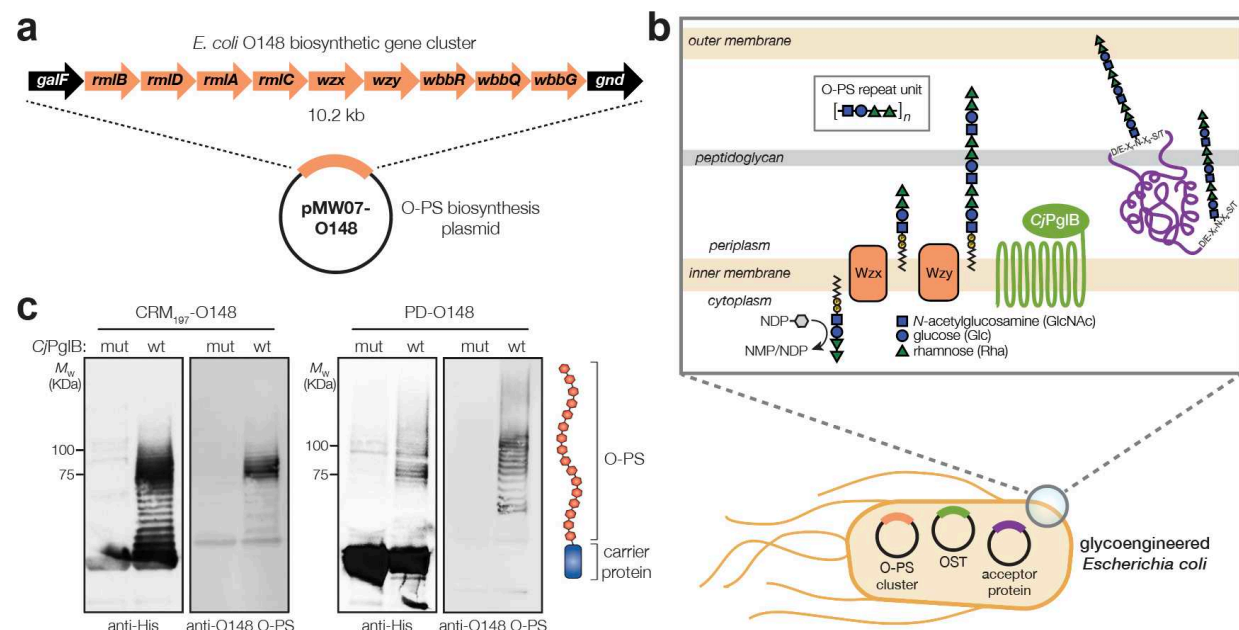 a
E. coli O148 biosynthetic gene cluster
galF rmlB rmlD rmlA rmlC wzx wzy wbbR wbbQ wbbG gnd
10.2 kb
pMW07-
O148
O-PS biosynthesis
plasmid
b
outer membrane
O-PS repeat unit
[ ]n
peptidoglycan
D/E-X1-N-X2-S/T
D/E-X1-N-X2-S/T
CjPglB
periplasm
Wzx
Wzy
inner membrane
cytoplasm
NDP
NMP/NDP
N-acetylglucosamine (GlcNAc)
glucose (Glc)
rhamnose (Rha)
O-PS
cluster
OST
acceptor
protein
glycoengineered
Escherichia coli
c
CRM197-O148
PD-O148
CjPglB: mut wt mut wt mut wt mut wt
Mw
(KDa)
100
75
Mw
(KDa)
100
75
O-PS
carrier
protein
anti-His anti-O148 O-PS anti-His anti-O148 O-PS